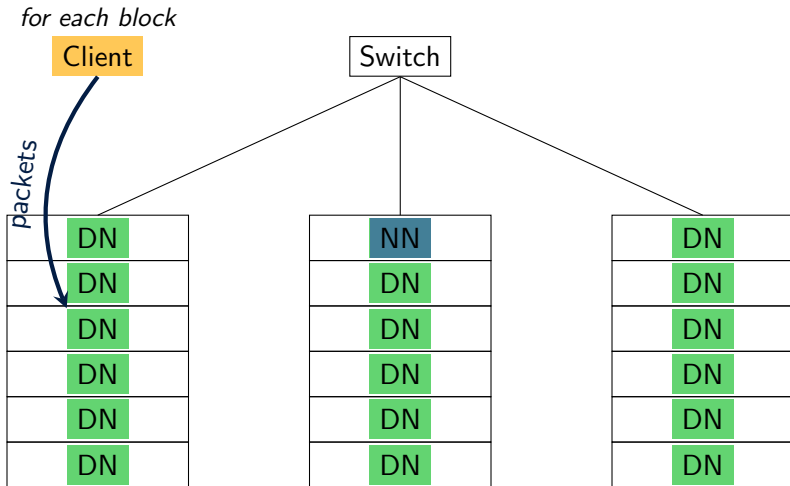 for each block
Client
Switch
packets
DN NN DN
DN DN DN
DN DN DN
DN DN DN
DN DN DN
DN DN DN